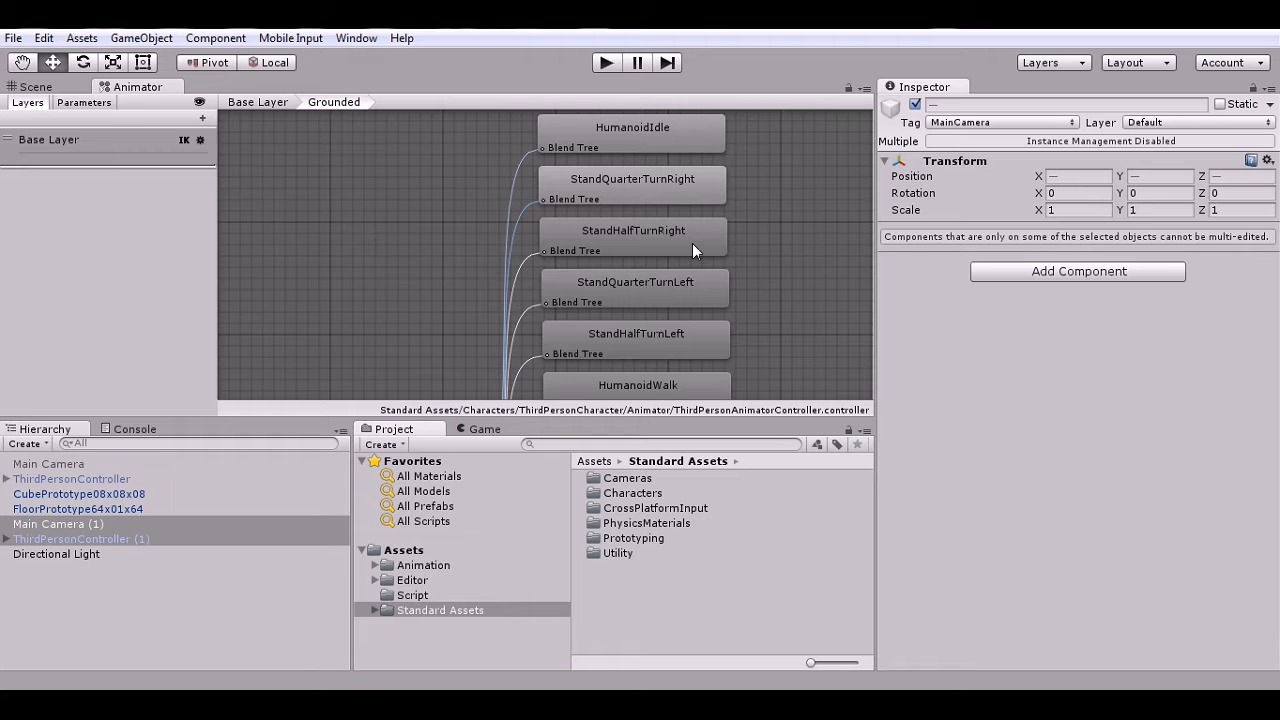 File Edit Assets GameObject Component Mobile Input Window Help
Pivot Local Layers Layout Account
Scene Animator Inspector
Layers Parameters Base Layer Grounded
Static
Tag MainCamera Layer Default
Base Layer IK
Multiple Instance Management Disabled
Transform
Position X — Y — Z —
Rotation X 0 Y 0 Z 0
Scale X 1 Y 1 Z 1
Components that are only on some of the selected objects cannot be multi-edited.
Add Component
HumanoidIdle
Blend Tree
StandQuarterTurnRight
Blend Tree
StandHalfTurnRight
Blend Tree
StandQuarterTurnLeft
Blend Tree
StandHalfTurnLeft
Blend Tree
HumanoidWalk
Standard Assets/Characters/ThirdPersonCharacter/Animator/ThirdPersonAnimatorController.controller
Hierarchy Console
Create All
Main Camera
ThirdPersonController
CubePrototype08x08x08
FloorPrototype64x01x64
Main Camera (1)
ThirdPersonController (1)
Directional Light
Project Game
Create
Favorites
All Materials
All Models
All Prefabs
All Scripts
Assets
Animation
Editor
Script
Standard Assets
Assets Standard Assets
Cameras
Characters
CrossPlatformInput
PhysicsMaterials
Prototyping
Utility